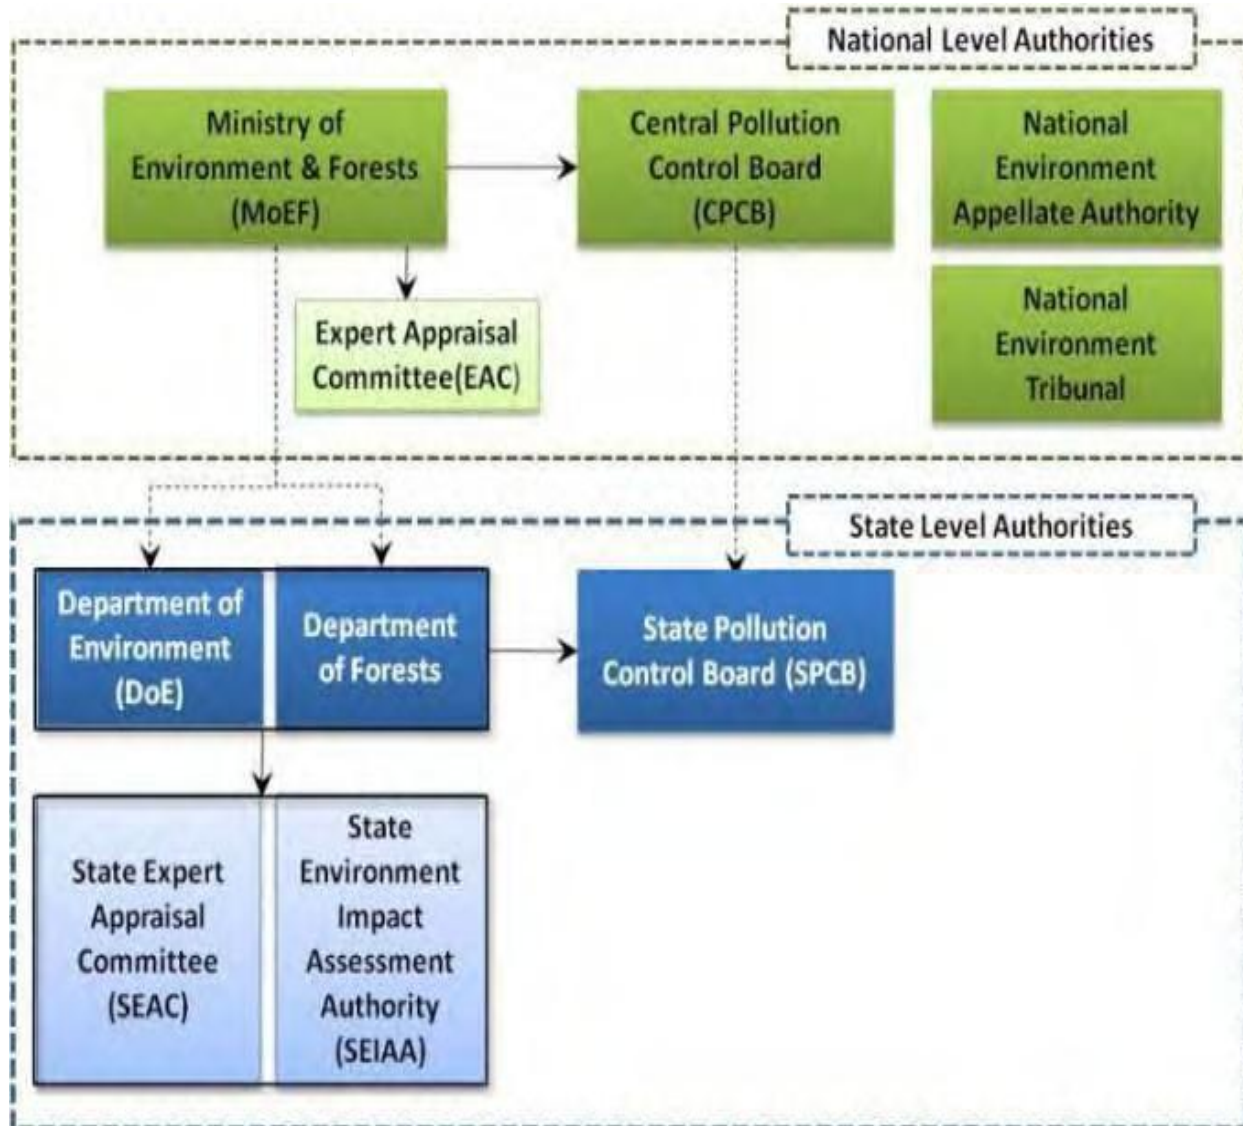 National Level Authorities
Ministry of
Environment & Forests
(MoEF)
Central Pollution
Control Board
(CPCB)
National
Environment
Appellate Authority
Expert Appraisal
Committee(EAC)
National
Environment
Tribunal
State Level Authorities
Department of
Environment
(DoE)
Department
of Forests
State Pollution
Control Board (SPCB)
State Expert
Appraisal
Committee
(SEAC)
State
Environment
Impact
Assessment
Authority
(SEIAA)